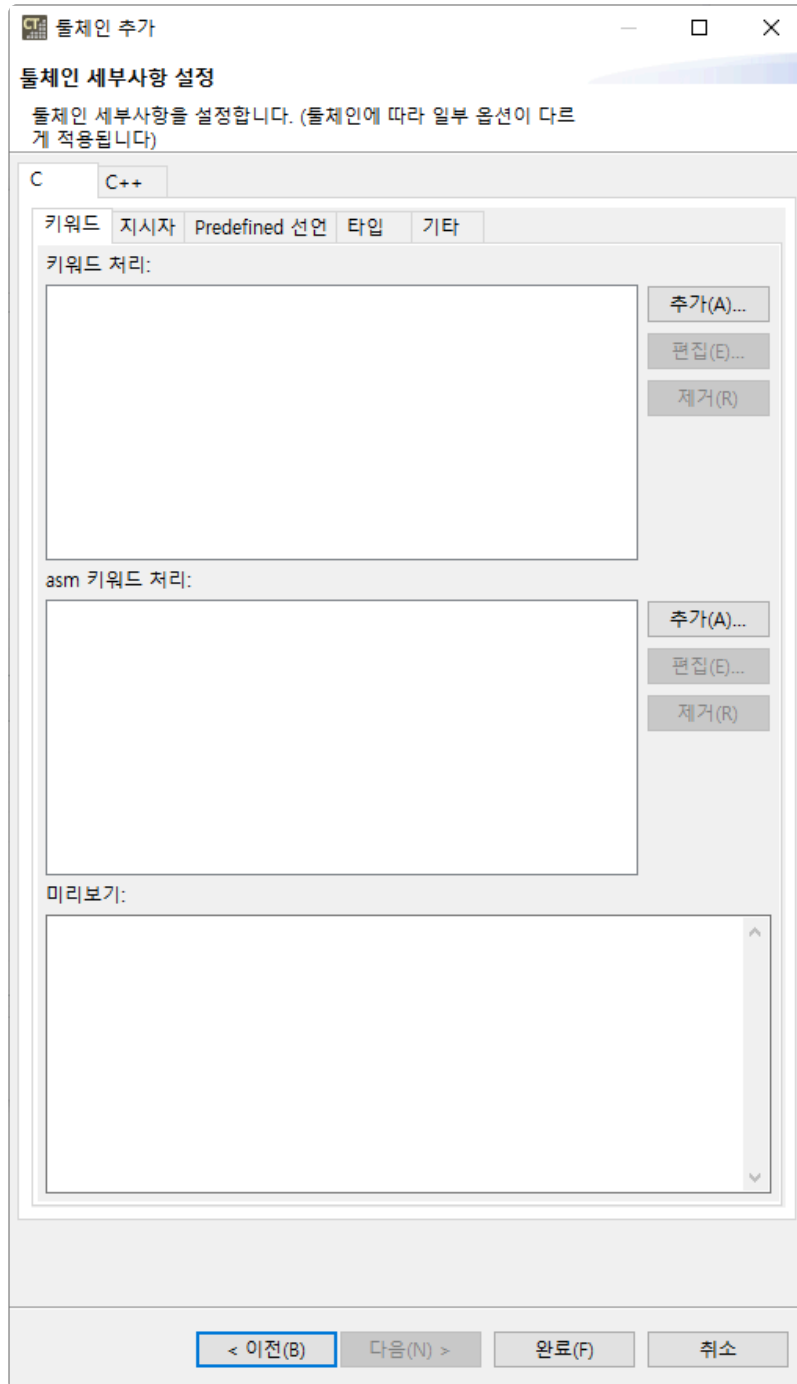 CT 툴체인 추가
툴체인 세부사항 설정
툴체인 세부사항을 설정합니다. (툴체인에 따라 일부 옵션이 다르
게 적용됩니다)
C C++
키워드 지시자 Predefined 선언 타입 기타
키워드 처리:
추가(A)...
편집(E)...
제거(R)
asm 키워드 처리:
추가(A)...
편집(E)...
제거(R)
미리보기:
< 이전(B) 다음(N) > 완료(F) 취소